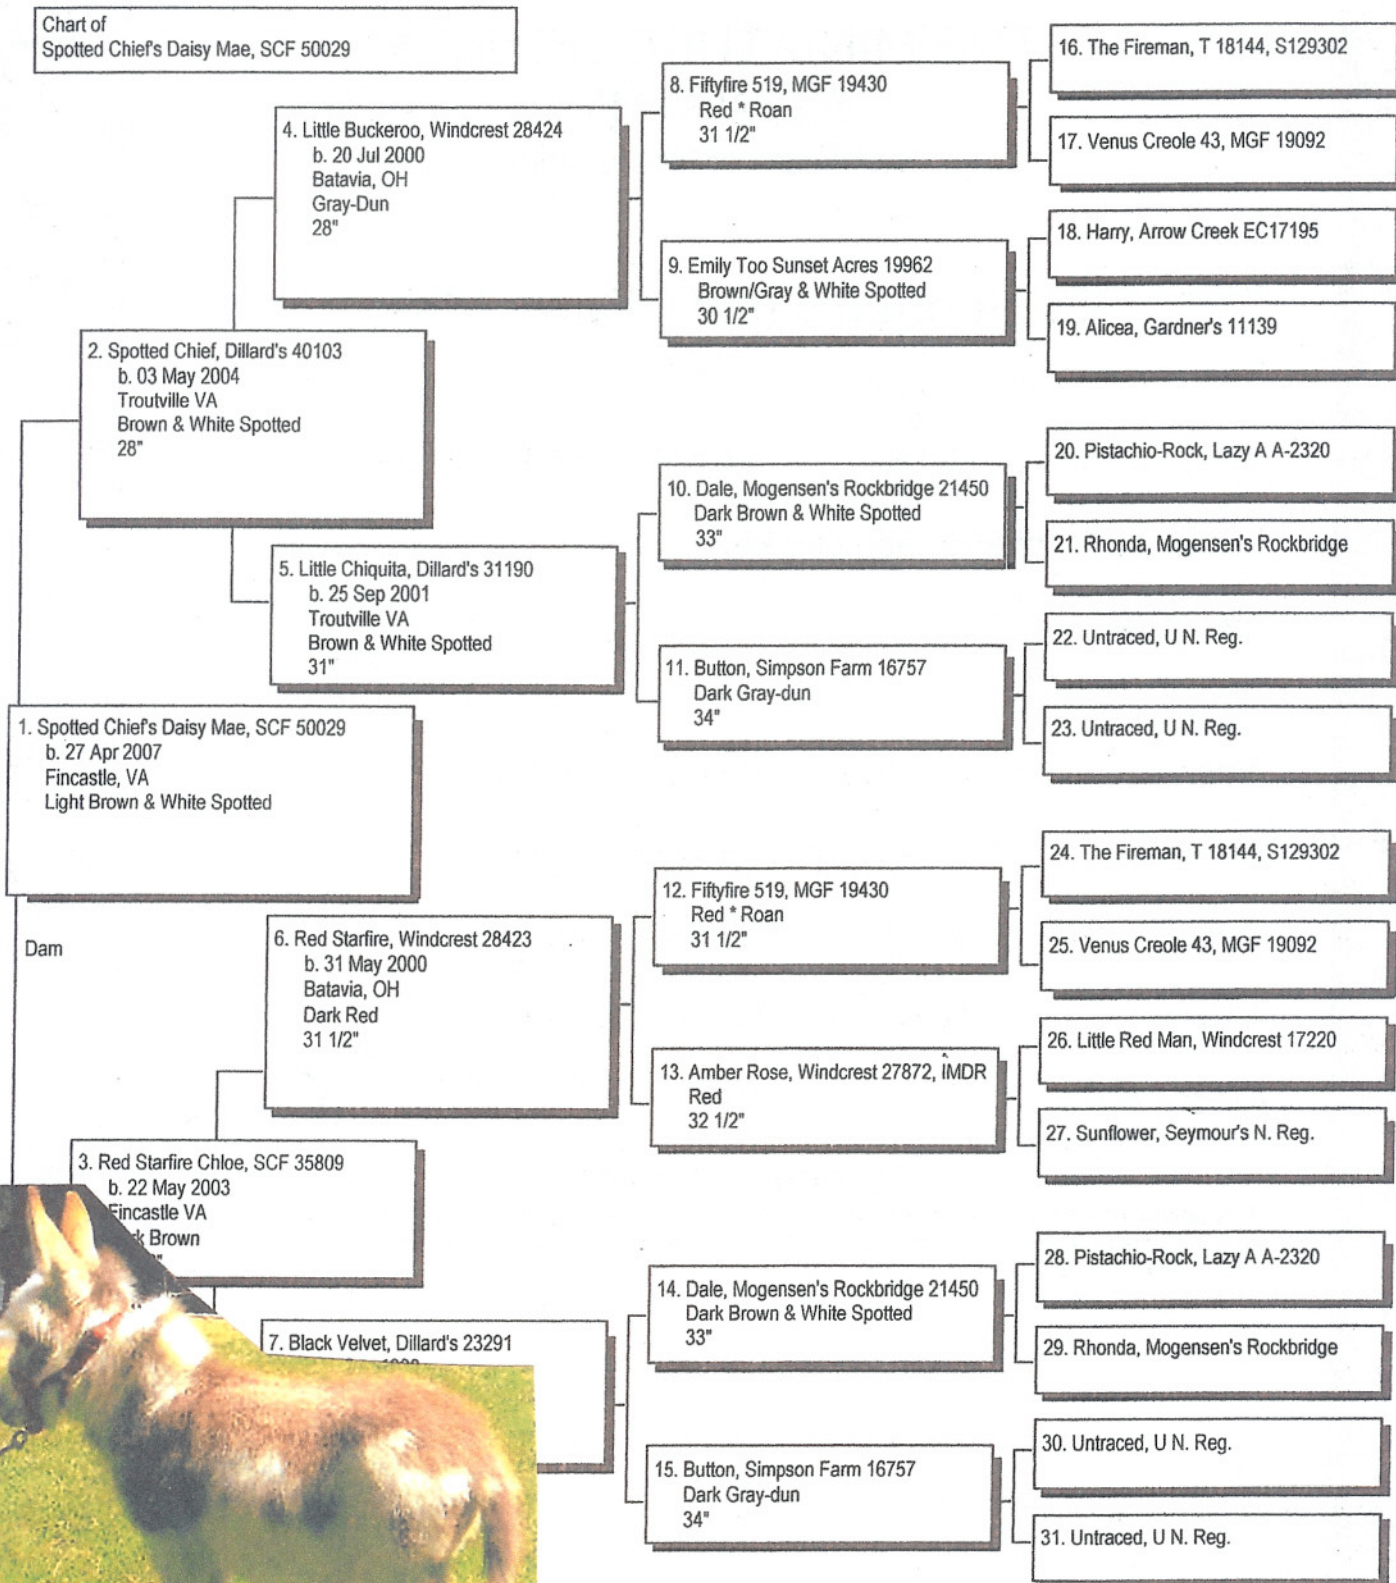 Chart of
Spotted Chief's Daisy Mae, SCF 50029
16. The Fireman, T 18144, S129302
8. Fiftyfire 519, MGF 19430
Red * Roan
31 1/2"
17. Venus Creole 43, MGF 19092
4. Little Buckeroo, Windcrest 28424
b. 20 Jul 2000
Batavia, OH
Gray-Dun
28"
18. Harry, Arrow Creek EC17195
9. Emily Too Sunset Acres 19962
Brown/Gray & White Spotted
30 1/2"
19. Alicea, Gardner's 11139
2. Spotted Chief, Dillard's 40103
b. 03 May 2004
Troutville VA
Brown & White Spotted
28"
20. Pistachio-Rock, Lazy A A-2320
10. Dale, Mogensen's Rockbridge 21450
Dark Brown & White Spotted
33"
21. Rhonda, Mogensen's Rockbridge
5. Little Chiquita, Dillard's 31190
b. 25 Sep 2001
Troutville VA
Brown & White Spotted
31"
22. Untraced, U N. Reg.
11. Button, Simpson Farm 16757
Dark Gray-dun
34"
23. Untraced, U N. Reg.
1. Spotted Chief's Daisy Mae, SCF 50029
b. 27 Apr 2007
Fincastle, VA
Light Brown & White Spotted
24. The Fireman, T 18144, S129302
12. Fiftyfire 519, MGF 19430
Red * Roan
31 1/2"
25. Venus Creole 43, MGF 19092
Dam
6. Red Starfire, Windcrest 28423
b. 31 May 2000
Batavia, OH
Dark Red
31 1/2"
26. Little Red Man, Windcrest 17220
13. Amber Rose, Windcrest 27872, IMDR
Red
32 1/2"
27. Sunflower, Seymour's N. Reg.
3. Red Starfire Chloe, SCF 35809
b. 22 May 2003
Fincastle VA
Brown
28. Pistachio-Rock, Lazy A A-2320
14. Dale, Mogensen's Rockbridge 21450
Dark Brown & White Spotted
33"
29. Rhonda, Mogensen's Rockbridge
7. Black Velvet, Dillard's 23291
30. Untraced, U N. Reg.
15. Button, Simpson Farm 16757
Dark Gray-dun
34"
31. Untraced, U N. Reg.